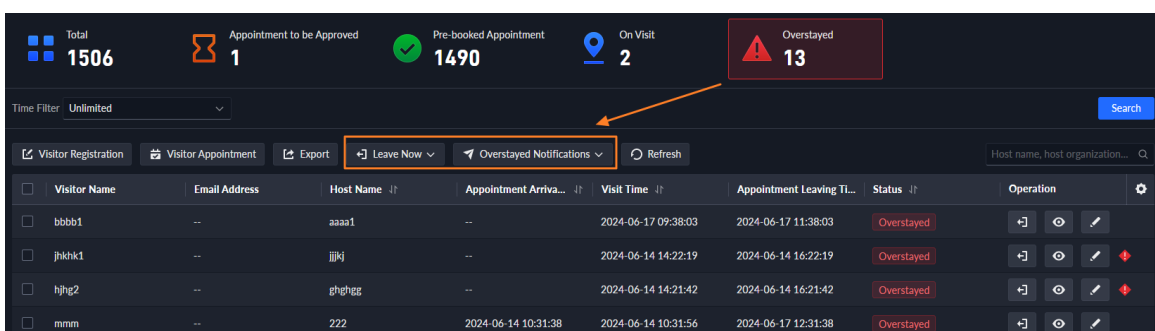 Total
1506
Appointment to be Approved
1
Pre-booked Appointment
1490
On Visit
2
Overstayed
13
Time Filter Unlimited
Search
Visitor Registration Visitor Appointment Export Leave Now Overstayed Notifications Refresh Host name, host organization...
Visitor Name Email Address Host Name Appointment Arriva... Visit Time Appointment Leaving Ti... Status Operation
bbbb1 -- aaaa1 -- 2024-06-17 09:38:03 2024-06-17 11:38:03 Overstayed
jhkhk1 -- jjjkj -- 2024-06-14 14:22:19 2024-06-14 16:22:19 Overstayed
hjhg2 -- ghghgg -- 2024-06-14 14:21:42 2024-06-14 16:21:42 Overstayed
mmm -- 222 2024-06-14 10:31:38 2024-06-14 10:31:56 2024-06-17 12:31:38 Overstayed